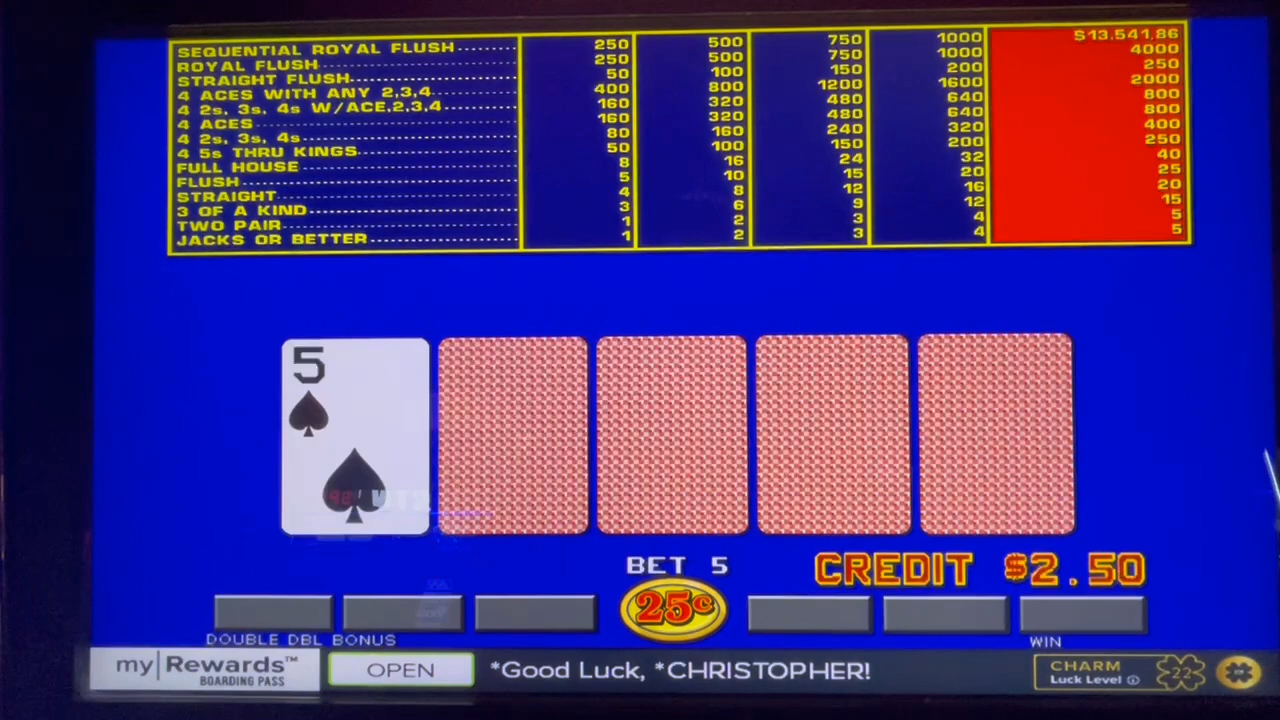 SEQUENTIAL ROYAL FLUSH 250 500 750 1000 $13,541.86
ROYAL FLUSH 250 500 750 1000 4000
STRAIGHT FLUSH 50 100 150 200 250
4 ACES WITH ANY 2,3,4 400 800 1200 1600 2000
4 2s, 3s, 4s W/ACE,2,3,4 160 320 480 640 800
4 ACES 160 320 480 640 800
4 2s, 3s, 4s 80 160 240 320 400
4 5s THRU KINGS 50 100 150 200 250
FULL HOUSE 8 16 24 32 40
FLUSH 5 10 15 20 25
STRAIGHT 4 8 12 16 20
3 OF A KIND 3 6 9 12 15
TWO PAIR 1 2 3 4 5
JACKS OR BETTER 1 2 3 4 5
5
BET 5
CREDIT $2.50
25¢
DOUBLE DBL BONUS
WIN
my|Rewards™
BOARDING PASS
OPEN
*Good Luck, *CHRISTOPHER!
CHARM
Luck Level
22